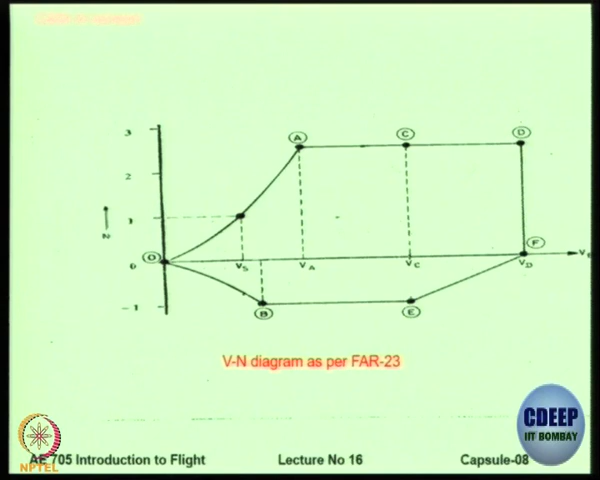 3
A
C
D
2
1
N
O
F
0
Vs
VA
VC
VD
-1
B
E
V-N diagram as per FAR-23
CDEEP
IIT BOMBAY
NPTEL
AE 705 Introduction to Flight
Lecture No 16
Capsule-08